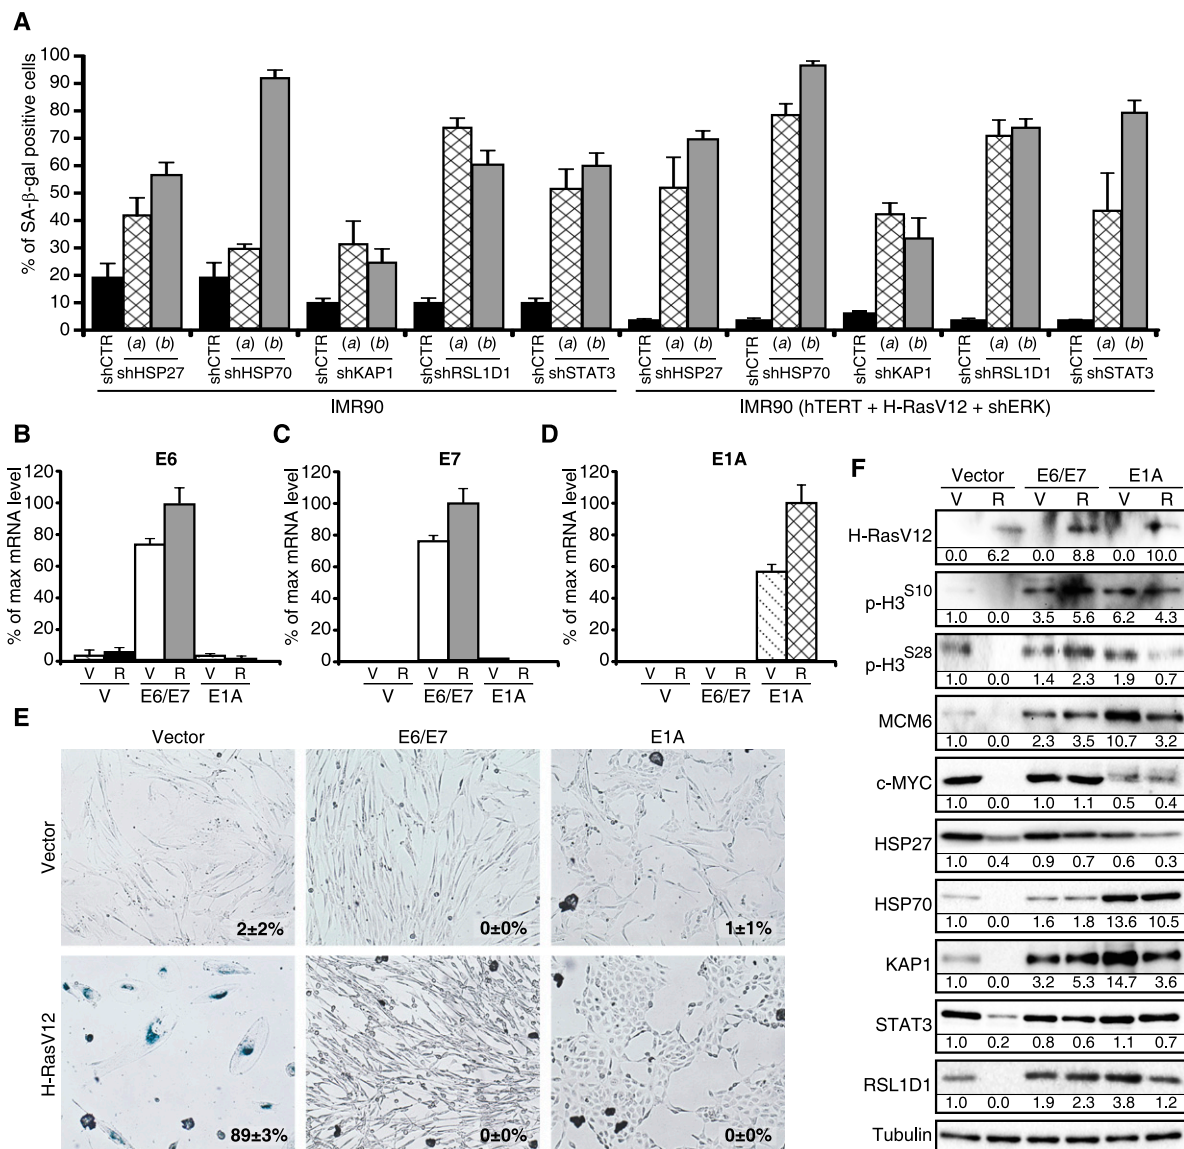 A
% of SA-β-gal positive cells
100
90
80
70
60
50
40
30
20
10
0
shCTR (a) (b) shCTR (a) (b) shCTR (a) (b) shCTR (a) (b) shCTR (a) (b) shCTR (a) (b) shCTR (a) (b) shCTR (a) (b) shCTR (a) (b) shCTR (a) (b)
shHSP27 shHSP70 shKAP1 shRSL1D1 shSTAT3 shHSP27 shHSP70 shKAP1 shRSL1D1 shSTAT3
IMR90 IMR90 (hTERT + H-RasV12 + shERK)
B
E6
% of max mRNA level
120
100
80
60
40
20
0
V R V R V R
V E6/E7 E1A
C
E7
% of max mRNA level
120
100
80
60
40
20
0
V R V R V R
V E6/E7 E1A
D
E1A
% of max mRNA level
120
100
80
60
40
20
0
V R V R V R
V E6/E7 E1A
E
Vector E6/E7 E1A
Vector
2±2% 0±0% 1±1%
H-RasV12
89±3% 0±0% 0±0%
F
Vector E6/E7 E1A
V R V R V R
H-RasV12
0.0 6.2 0.0 8.8 0.0 10.0
p-H3S10
1.0 0.0 3.5 5.6 6.2 4.3
p-H3S28
1.0 0.0 1.4 2.3 1.9 0.7
MCM6
1.0 0.0 2.3 3.5 10.7 3.2
c-MYC
1.0 0.0 1.0 1.1 0.5 0.4
HSP27
1.0 0.4 0.9 0.7 0.6 0.3
HSP70
1.0 0.0 1.6 1.8 13.6 10.5
KAP1
1.0 0.0 3.2 5.3 14.7 3.6
STAT3
1.0 0.2 0.8 0.6 1.1 0.7
RSL1D1
1.0 0.0 1.9 2.3 3.8 1.2
Tubulin